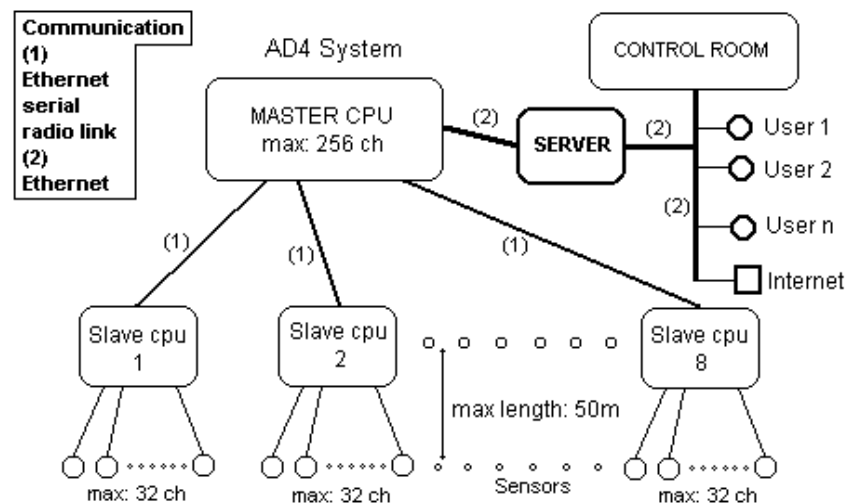 Communication
(1)
Ethernet
serial
radio link
(2)
Ethernet
AD4 System
MASTER CPU
max: 256 ch
(2)
SERVER
(2)
CONTROL ROOM
User 1
User 2
(2)
User n
Internet
(1)
(1)
(1)
Slave cpu
1
Slave cpu
2
Slave cpu
8
max length: 50m
Sensors
max: 32 ch
max: 32 ch
max: 32 ch